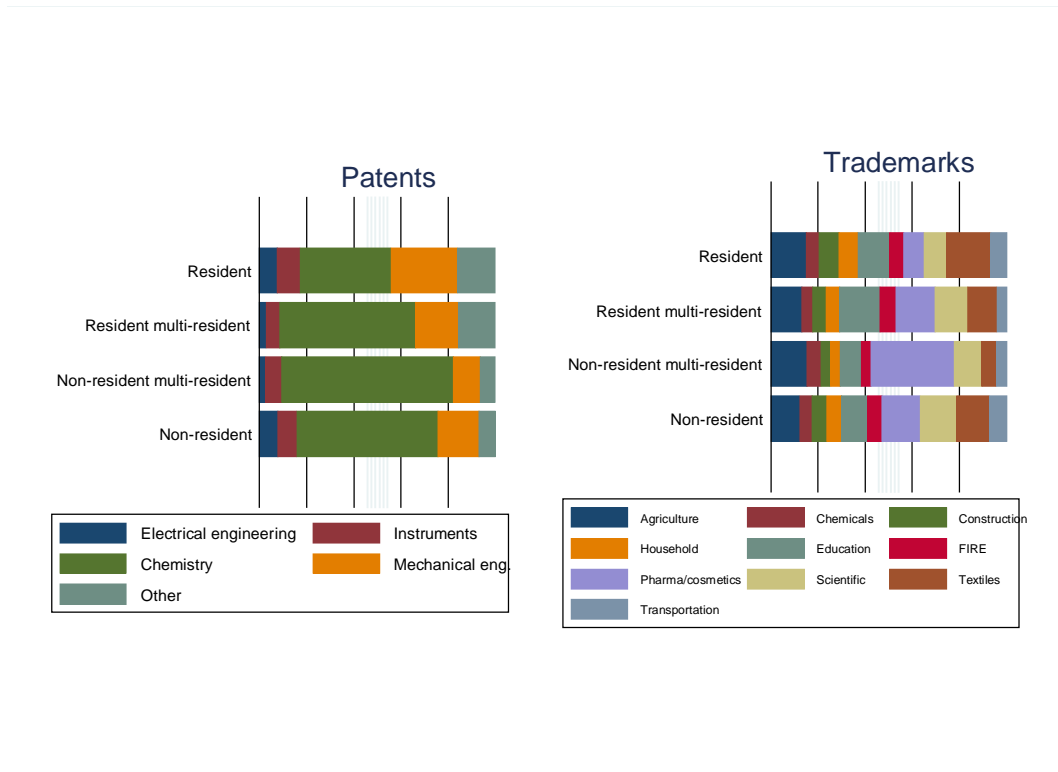 Patents
Resident
Resident multi-resident
Non-resident multi-resident
Non-resident
Electrical engineering
Instruments
Chemistry
Mechanical eng.
Other
Trademarks
Resident
Resident multi-resident
Non-resident multi-resident
Non-resident
Agriculture
Chemicals
Construction
Household
Education
FIRE
Pharma/cosmetics
Scientific
Textiles
Transportation